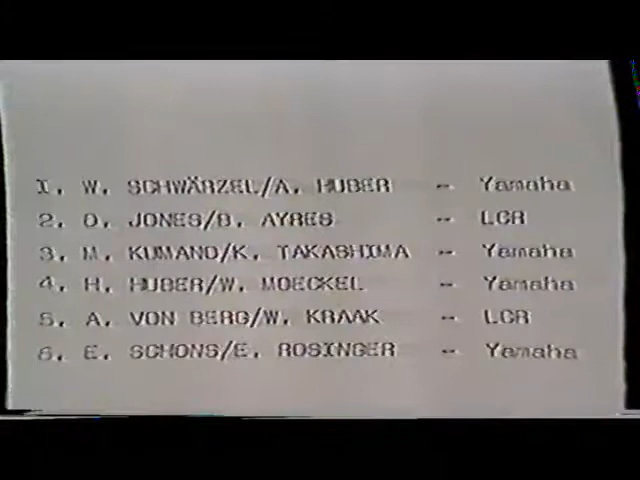 1. W. SCHWÄRZEL/A. HUBER -- Yamaha
2. D. JONES/B. AYRES -- LCR
3. M. KUMANO/K. TAKASHIMA -- Yamaha
4. H. HUBER/W. MOECKEL -- Yamaha
5. A. VON BERG/W. KRAAK -- LCR
6. E. SCHONS/E. ROSINGER -- Yamaha